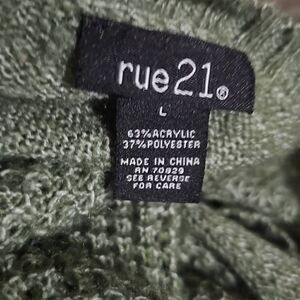 rue21®
L
63%ACRYLIC
37%POLYESTER
MADE IN CHINA
RN 70829
SEE REVERSE
FOR CARE